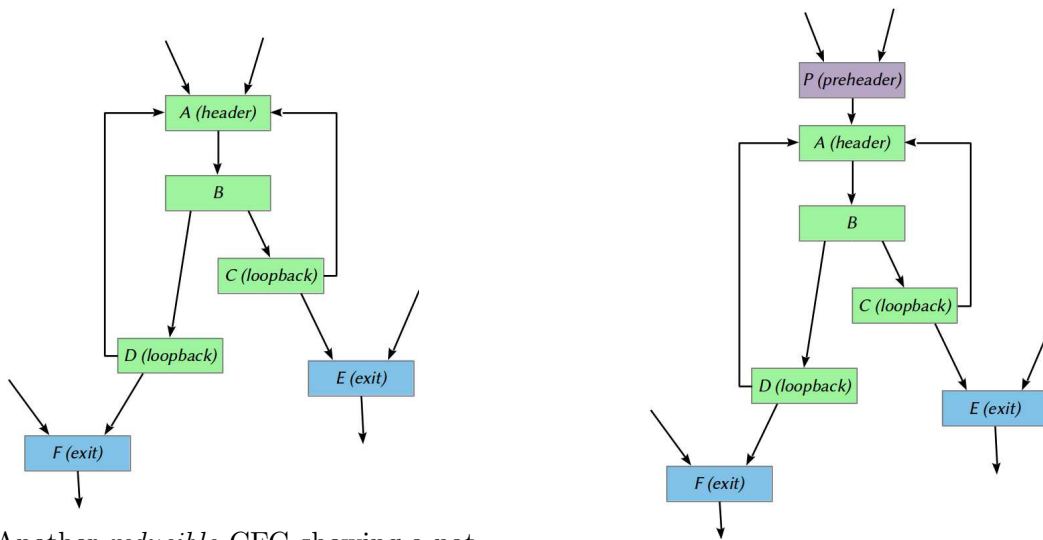 A (header)
B
C (loopback)
D (loopback)
E (exit)
F (exit)
P (preheader)
A (header)
B
C (loopback)
D (loopback)
E (exit)
F (exit)
Another reducible CFG showing a not